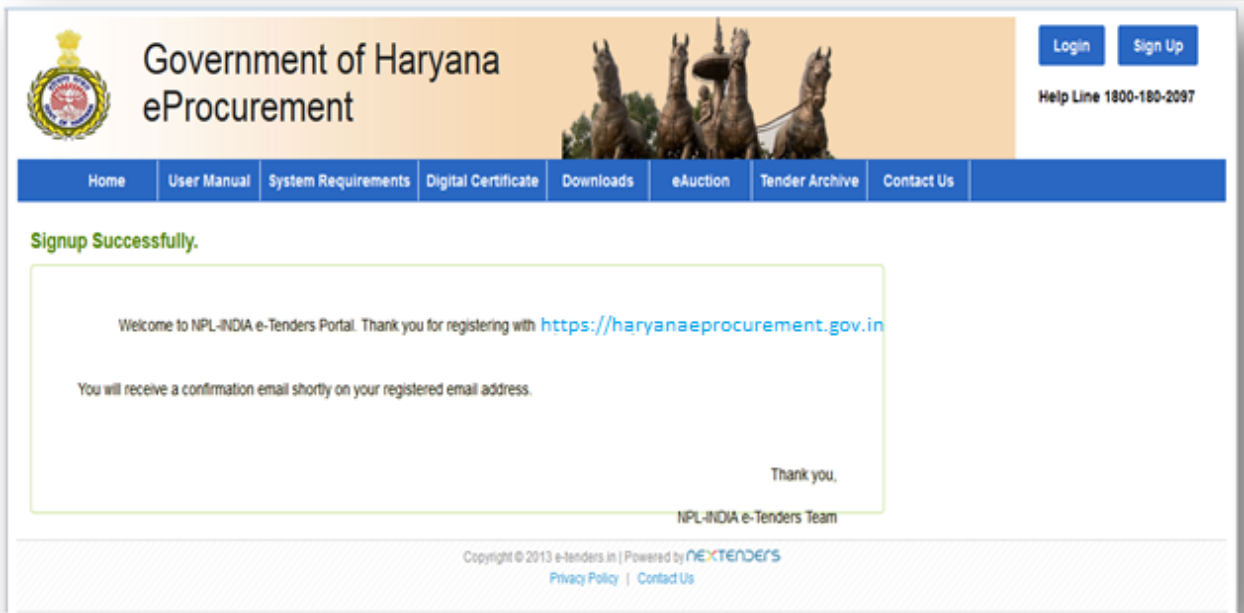 Government of Haryana
eProcurement
Login
Sign Up
Help Line 1800-180-2097
Home
User Manual
System Requirements
Digital Certificate
Downloads
eAuction
Tender Archive
Contact Us
Signup Successfully.
Welcome to NPL-INDIA e-Tenders Portal. Thank you for registering with https://haryanaeprocurement.gov.in
You will receive a confirmation email shortly on your registered email address.
Thank you,
NPL-INDIA e-Tenders Team
Copyright © 2013 e-tenders.in | Powered by NEXTENDERS
Privacy Policy | Contact Us